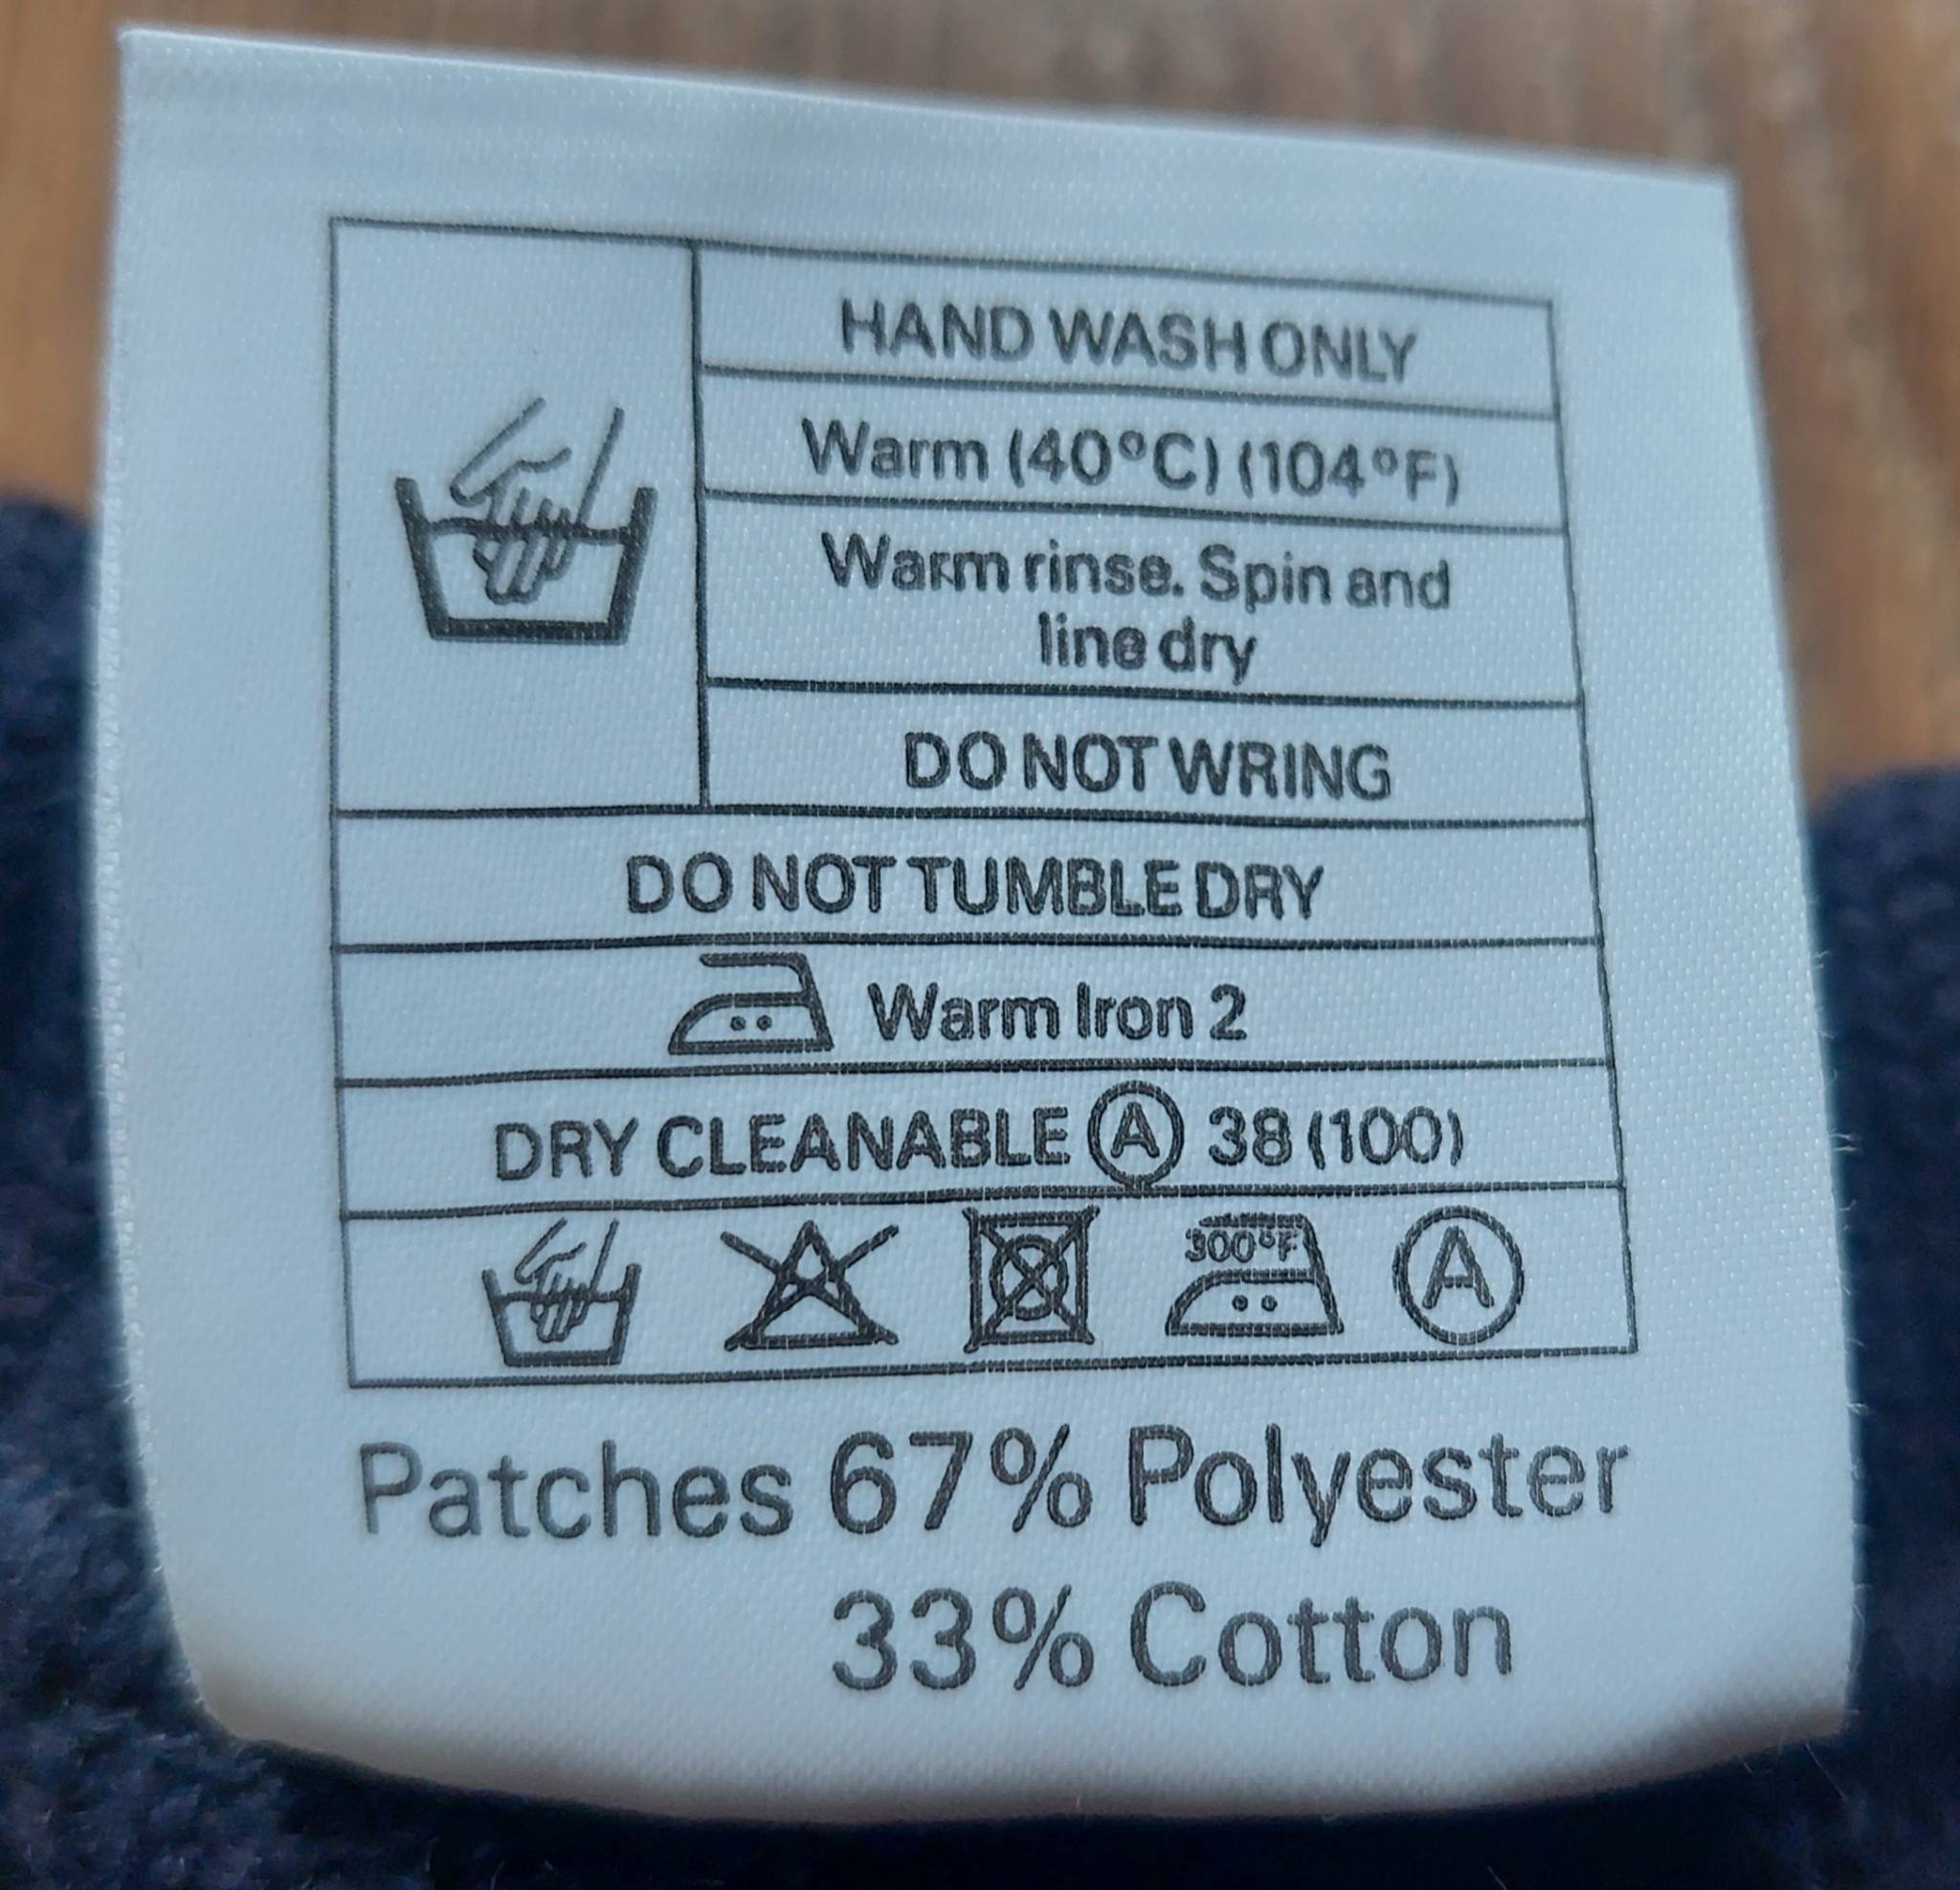 HAND WASH ONLY
Warm (40°C) (104°F)
Warm rinse. Spin and
line dry
DO NOT WRING
DO NOT TUMBLE DRY
Warm Iron 2
DRY CLEANABLE Ⓐ 38 (100)
300°F Ⓐ
Patches 67% Polyester
33% Cotton